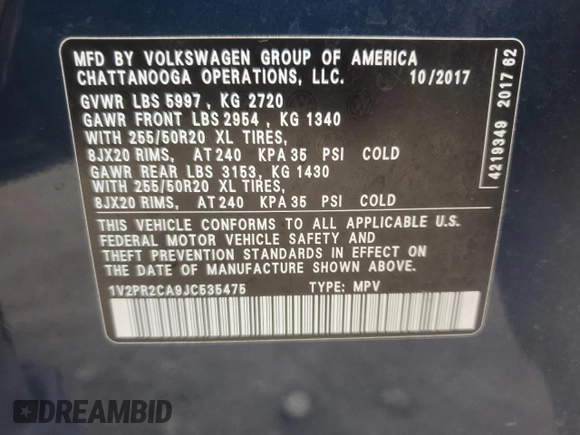 MFD BY VOLKSWAGEN GROUP OF AMERICA
CHATTANOOGA OPERATIONS, LLC. 10/2017
GVWR LBS 5997 , KG 2720
GAWR FRONT LBS 2954 , KG 1340
WITH 255/50R20 XL TIRES,
8JX20 RIMS, AT 240 KPA 35 PSI COLD
GAWR REAR LBS 3153, KG 1430
WITH 255/50R20 XL TIRES,
8JX20 RIMS, AT 240 KPA 35 PSI COLD
THIS VEHICLE CONFORMS TO ALL APPLICABLE U.S.
FEDERAL MOTOR VEHICLE SAFETY AND
THEFT PREVENTION STANDARDS IN EFFECT ON THE
DATE OF MANUFACTURE SHOWN ABOVE.
1V2PR2CA9JC535475 TYPE: MPV
4219349 2017 62
DREAMBID